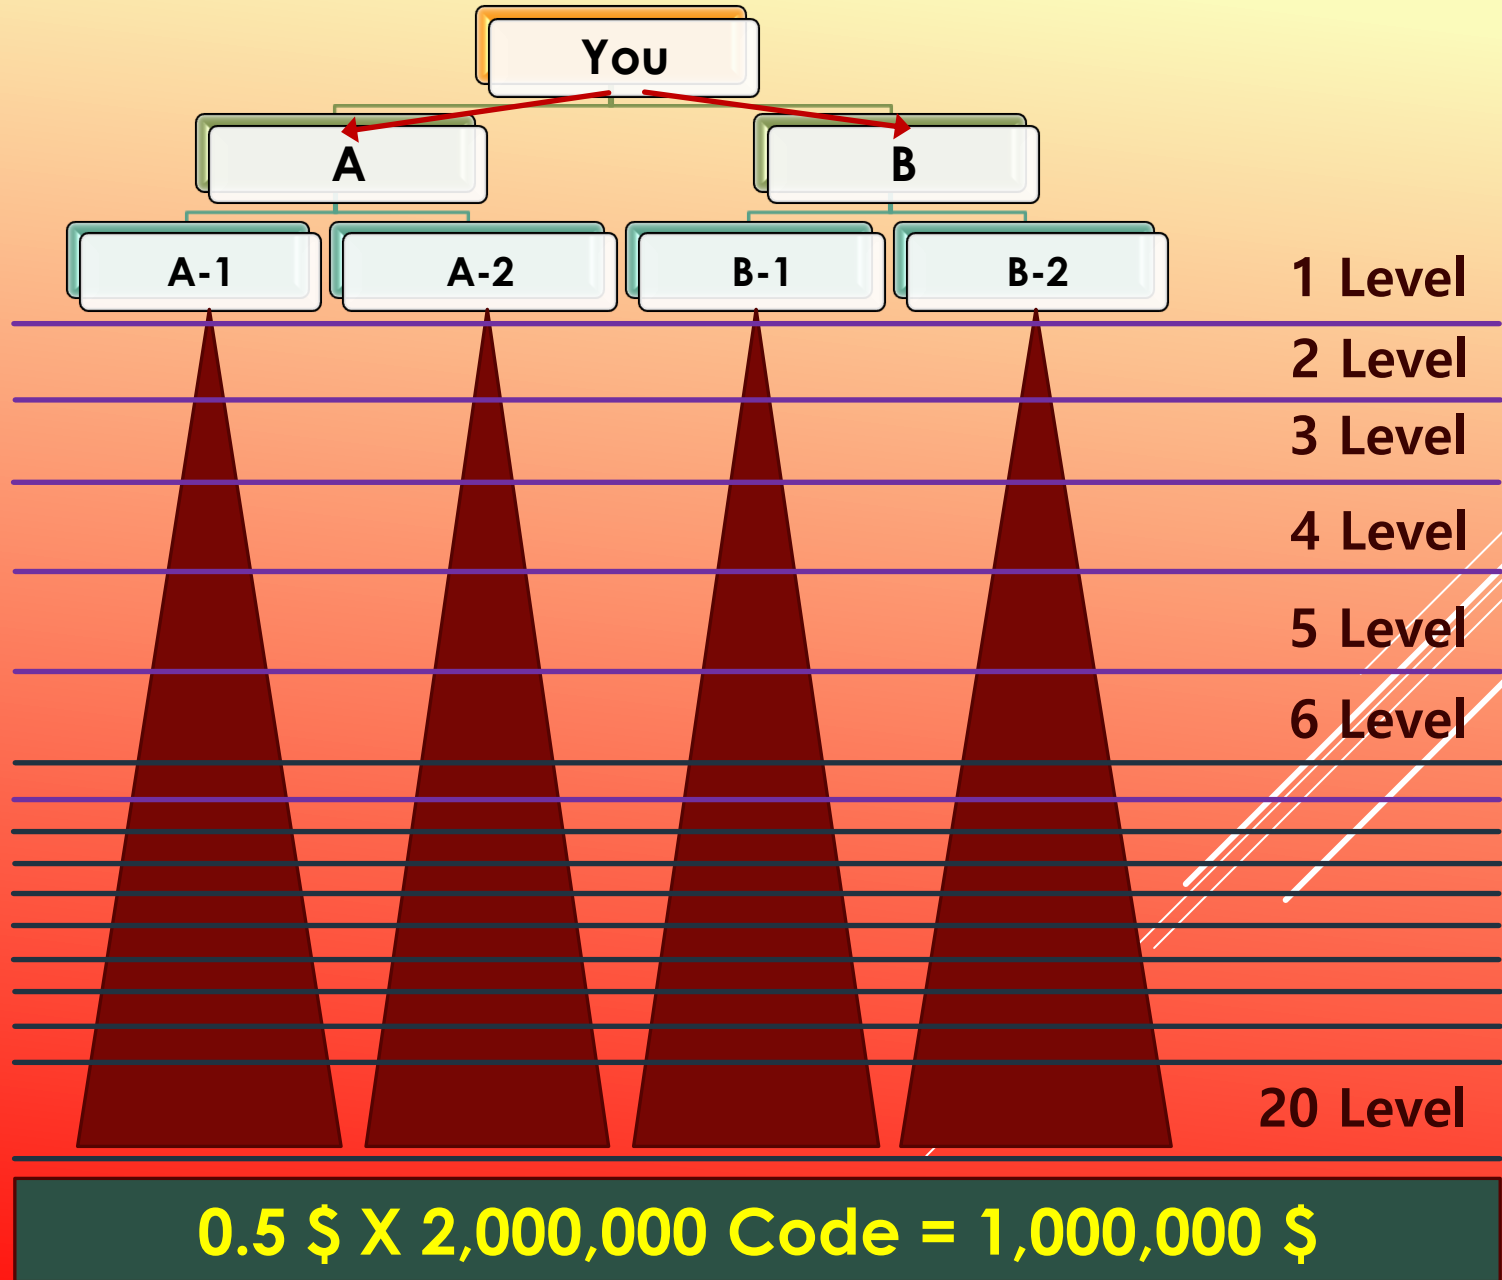 You
A
B
A-1
A-2
B-1
B-2
1 Level
2 Level
3 Level
4 Level
5 Level
6 Level
20 Level
0.5 $ X 2,000,000 Code = 1,000,000 $